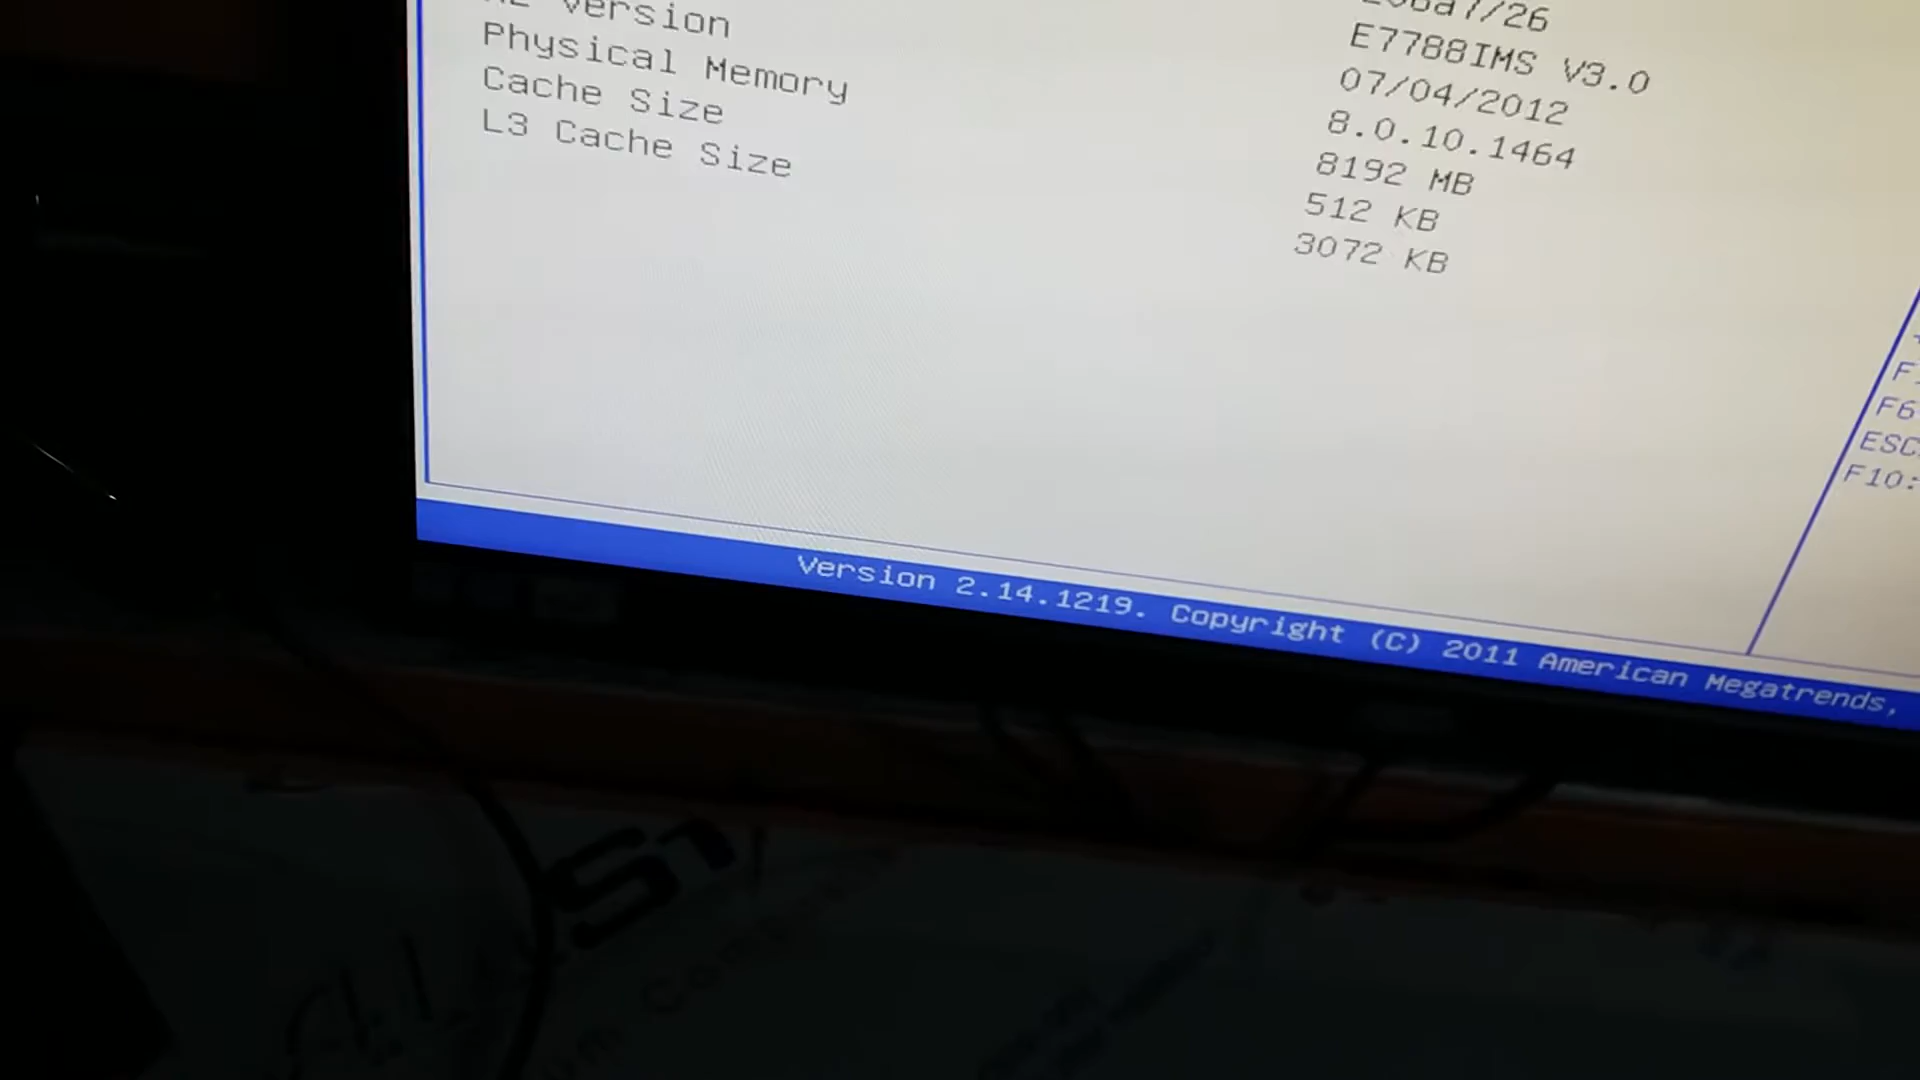 Version
Physical Memory
Cache Size
L3 Cache Size
E7788IMS V3.0
07/04/2012
8.0.10.1464
8192 MB
512 KB
3072 KB
F6
ESC
F10:
Version 2.14.1219. Copyright (C) 2011 American Megatrends,